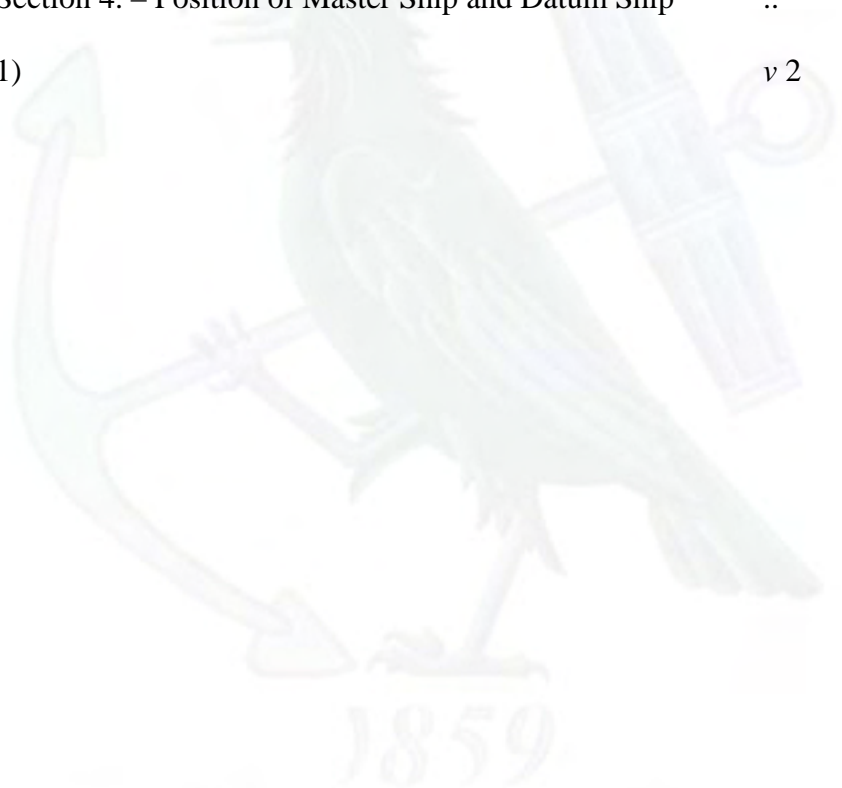 Section 4. – Position of Master Ship and Datum Ship ..
1) v 2
1859